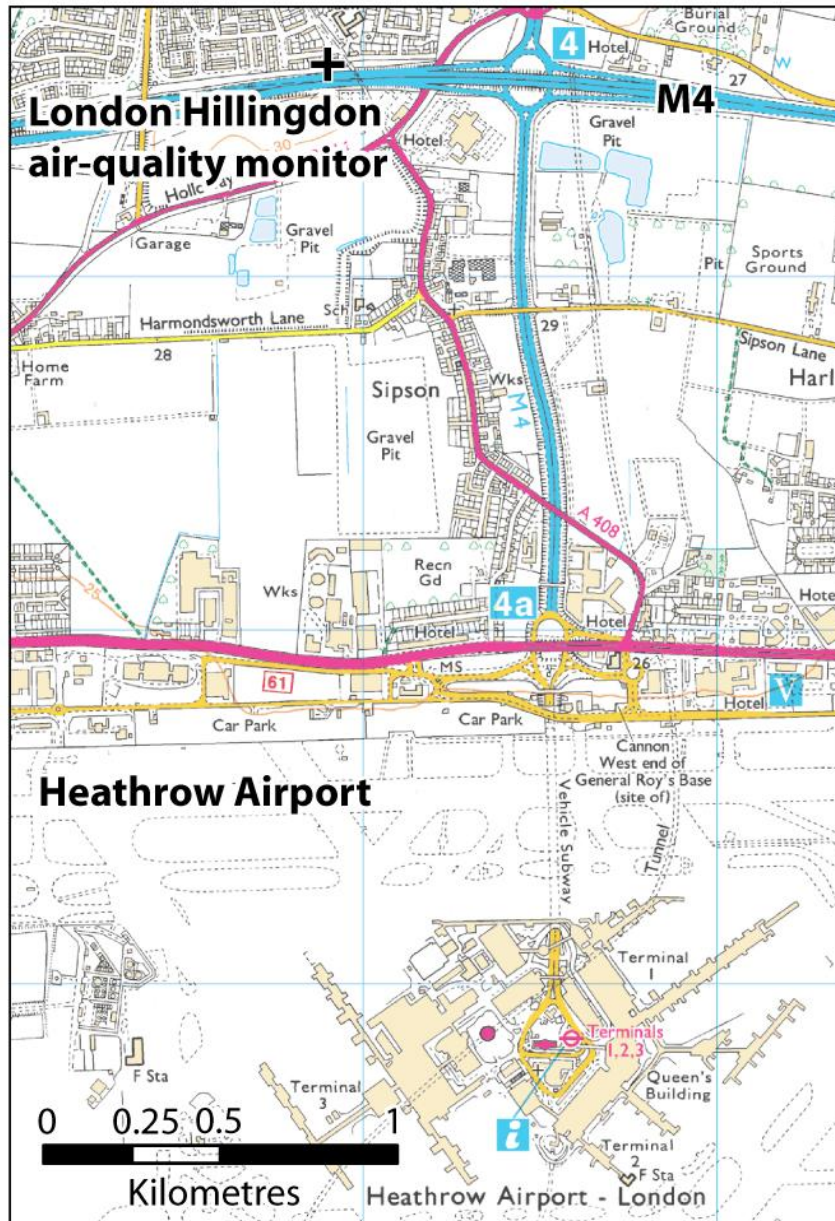 4
Hotel
Burial
Ground
W
27
London Hillingdon
air-quality monitor
M4
30
Hotel
Gravel
Pit
Garage
Gravel
Pit
Pit
Sports
Ground
Sch
Harmondsworth Lane
29
Sipson Lane
28
Home
Farm
Harl
Sipson
Wks
M4
Gravel
Pit
A 408
Recn
Gd
Wks
25
4a
Hotel
Hotel
Hotel
MS
26
61
V
Hotel
Car Park
Car Park
Cannon
West end of
General Roy's Base
(site of)
Heathrow Airport
Vehicle Subway
Tunnel
Terminal
1
Terminals
1,2,3
F Sta
Terminal
3
Queen's
Building
0 0.25 0.5 1
Kilometres
i
Terminal
2
F Sta
Heathrow Airport - London